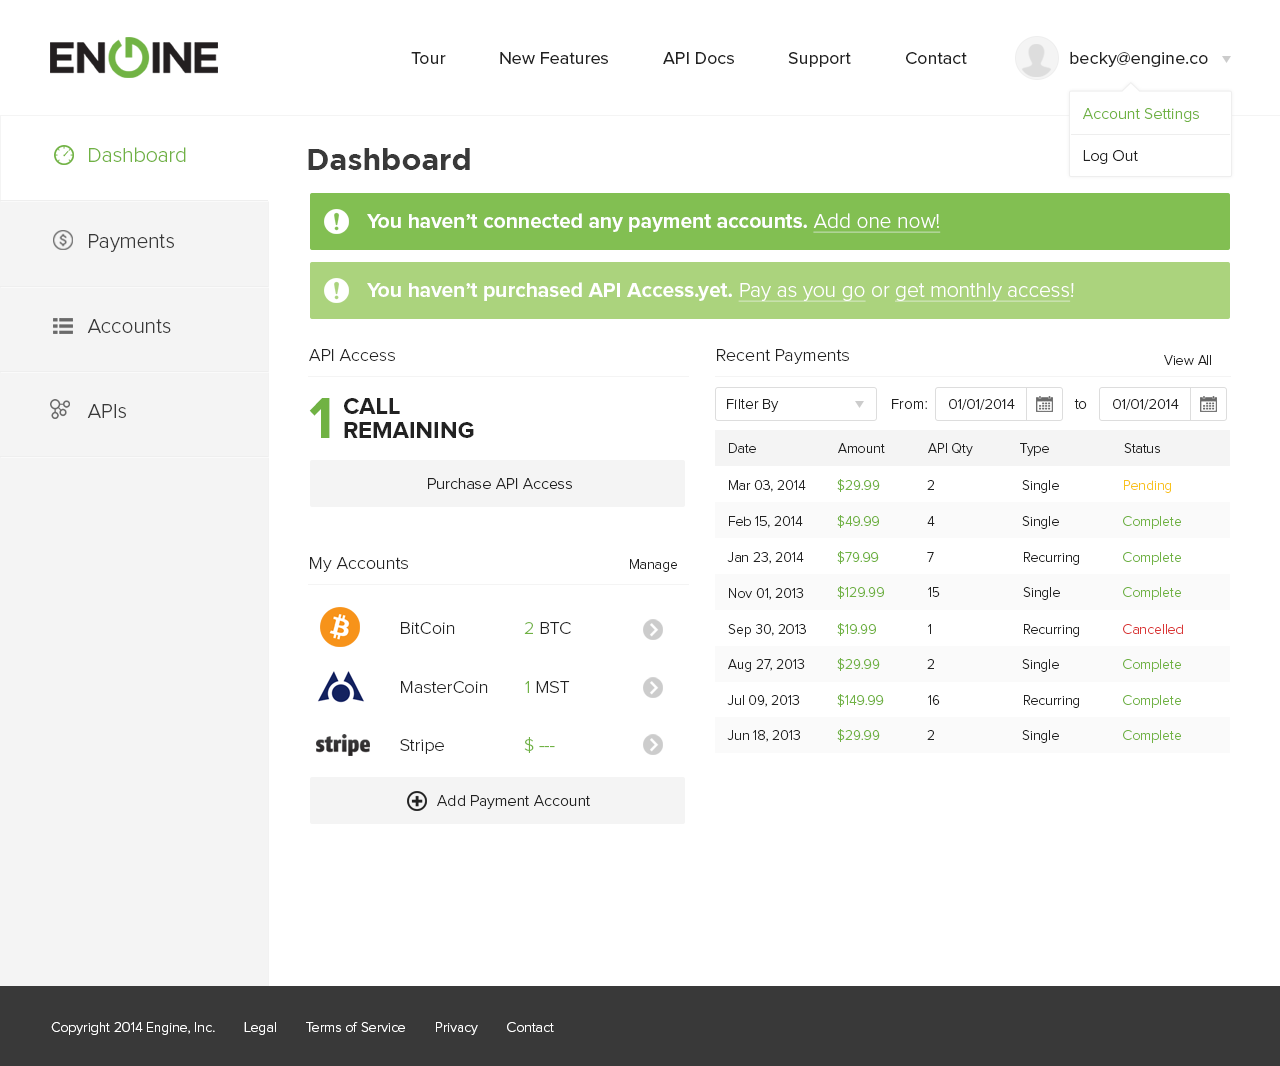 ENGINE
Tour New Features API Docs Support Contact becky@engine.co
Account Settings
Log Out
Dashboard
Payments
Accounts
APIs
Dashboard
You haven’t connected any payment accounts. Add one now!
You haven’t purchased API Access.yet. Pay as you go or get monthly access!
API Access
1 CALL
REMAINING
Purchase API Access
My Accounts Manage
BitCoin 2 BTC
MasterCoin 1 MST
stripe Stripe $ ---
Add Payment Account
Recent Payments View All
Filter By From: 01/01/2014 to 01/01/2014
Date Amount API Qty Type Status
Mar 03, 2014 $29.99 2 Single Pending
Feb 15, 2014 $49.99 4 Single Complete
Jan 23, 2014 $79.99 7 Recurring Complete
Nov 01, 2013 $129.99 15 Single Complete
Sep 30, 2013 $19.99 1 Recurring Cancelled
Aug 27, 2013 $29.99 2 Single Complete
Jul 09, 2013 $149.99 16 Recurring Complete
Jun 18, 2013 $29.99 2 Single Complete
Copyright 2014 Engine, Inc. Legal Terms of Service Privacy Contact